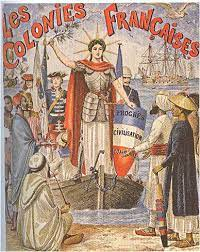 Les
COLONIES FRANÇAISES
PROGRÈS
CIVILISATION